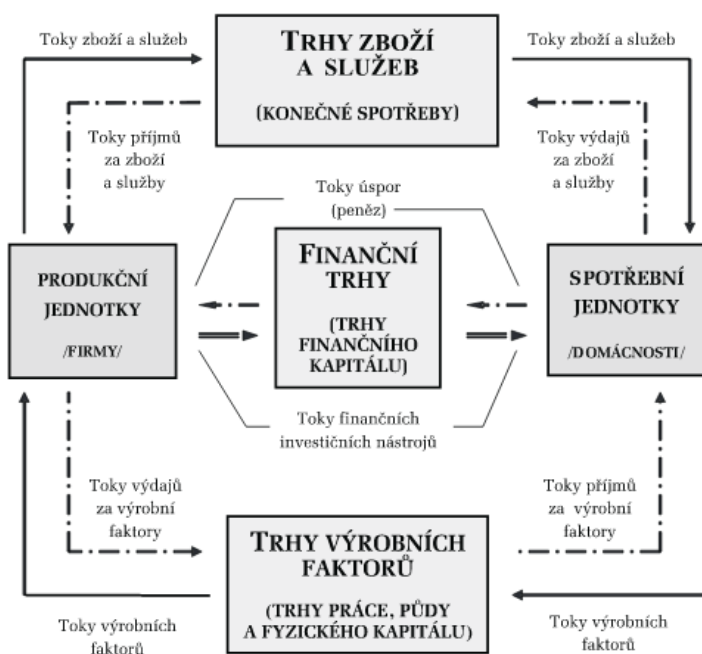 Toky zboží a služeb
TRHY ZBOŽÍ
A SLUŽEB
(KONEČNÉ SPOTŘEBY)
Toky zboží a služeb
Toky příjmů
za zboží
a služby
Toky výdajů
za zboží
a služby
Toky úspor
(peněz)
PRODUKČNÍ
JEDNOTKY
/FIRMY/
FINANČNÍ
TRHY
(TRHY
FINANČNÍHO
KAPITÁLU)
SPOTŘEBNÍ
JEDNOTKY
/DOMÁCNOSTI/
Toky finančních
investičních nástrojů
Toky výdajů
za výrobní
faktory
Toky příjmů
za výrobní
faktory
TRHY VÝROBNÍCH
FAKTORŮ
(TRHY PRÁCE, PŮDY
A FYZICKÉHO KAPITÁLU)
Toky výrobních
faktorů
Toky výrobních
faktorů